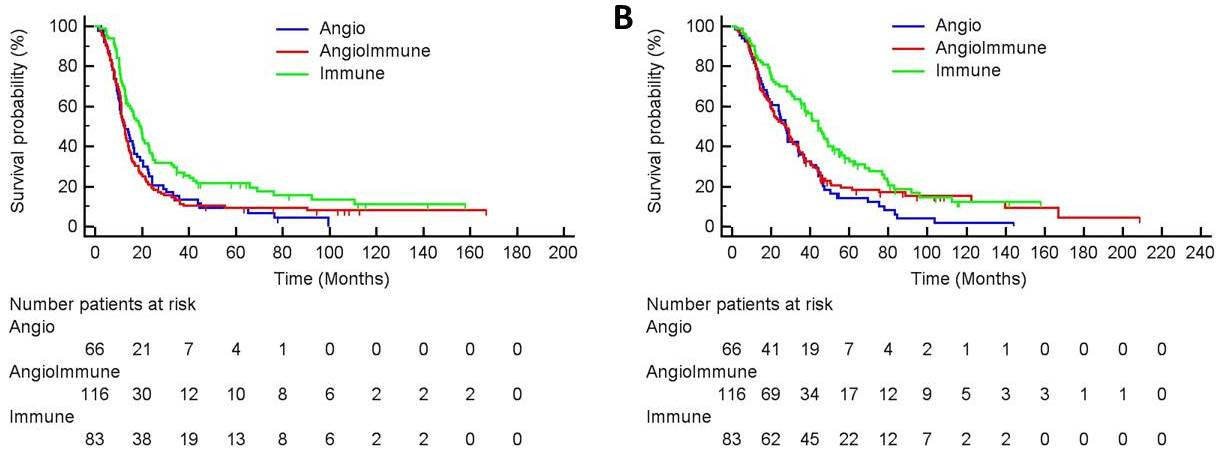 100
80
60
40
20
0
Survival probability (%)
Angio
AngioImmune
Immune
0 20 40 60 80 100 120 140 160 180 200
Time (Months)
Number patients at risk
Angio
66 21 7 4 1 0 0 0 0 0
AngioImmune
116 30 12 10 8 6 2 2 2 0
Immune
83 38 19 13 8 6 2 2 0 0
B
100
80
60
40
20
0
Survival probability (%)
Angio
AngioImmune
Immune
0 20 40 60 80 100 120 140 160 180 200 220 240
Time (Months)
Number patients at risk
Angio
66 41 19 7 4 2 1 1 0 0 0 0
AngioImmune
116 69 34 17 12 9 5 3 3 1 1 0
Immune
83 62 45 22 12 7 2 2 0 0 0 0